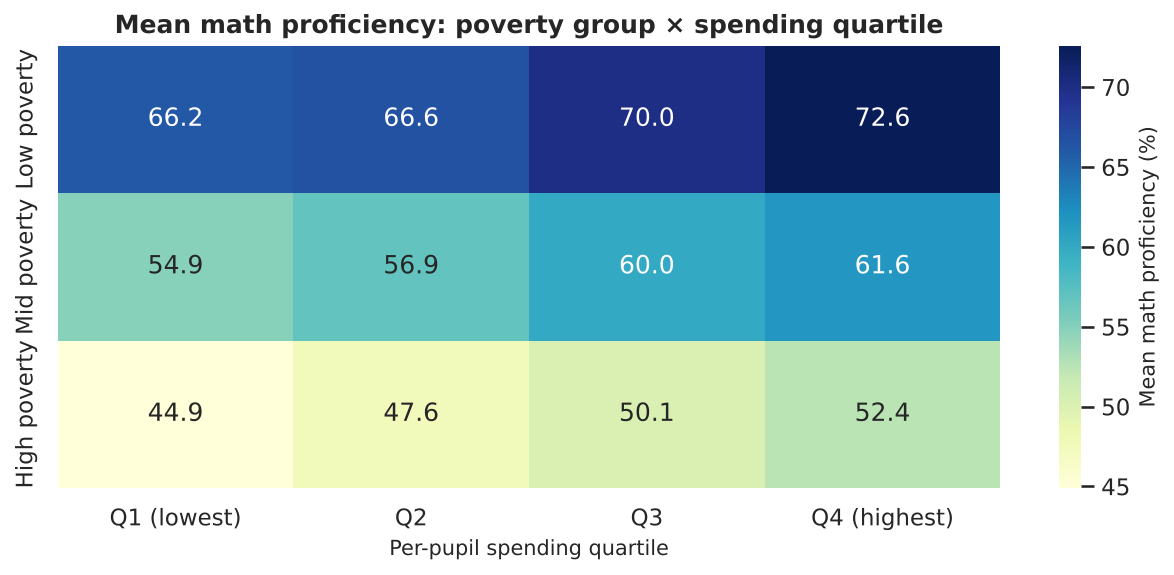 Mean math proficiency: poverty group × spending quartile
Low poverty
66.2 66.6 70.0 72.6
Mid poverty
54.9 56.9 60.0 61.6
High poverty
44.9 47.6 50.1 52.4
Q1 (lowest) Q2 Q3 Q4 (highest)
Per-pupil spending quartile
70
65
60
55
50
45
Mean math proficiency (%)